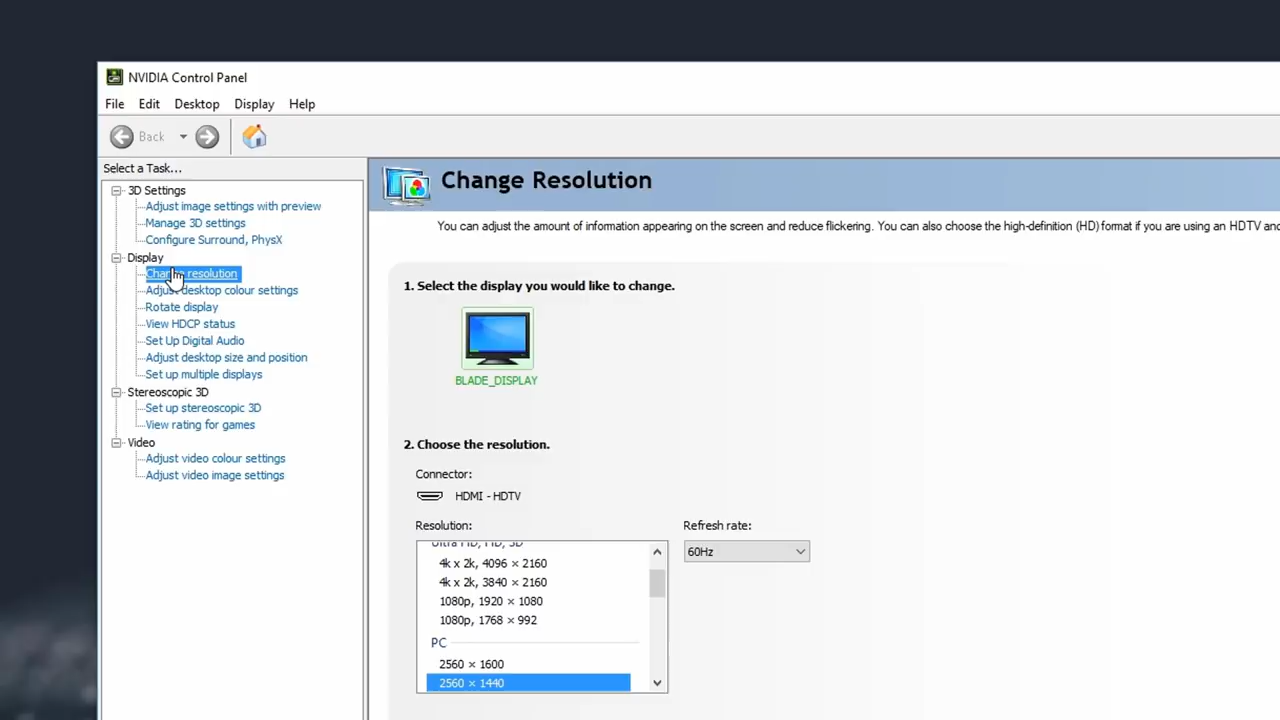 NVIDIA Control Panel
File Edit Desktop Display Help
Back
Select a Task...
3D Settings
Adjust image settings with preview
Manage 3D settings
Configure Surround, PhysX
Display
Change resolution
Adjust desktop colour settings
Rotate display
View HDCP status
Set Up Digital Audio
Adjust desktop size and position
Set up multiple displays
Stereoscopic 3D
Set up stereoscopic 3D
View rating for games
Video
Adjust video colour settings
Adjust video image settings
Change Resolution
You can adjust the amount of information appearing on the screen and reduce flickering. You can also choose the high-definition (HD) format if you are using an HDTV and
1. Select the display you would like to change.
BLADE_DISPLAY
2. Choose the resolution.
Connector:
HDMI - HDTV
Resolution:
Refresh rate:
Ultra HD, HD, SD
60Hz
4k x 2k, 4096 × 2160
4k x 2k, 3840 × 2160
1080p, 1920 × 1080
1080p, 1768 × 992
PC
2560 × 1600
2560 × 1440